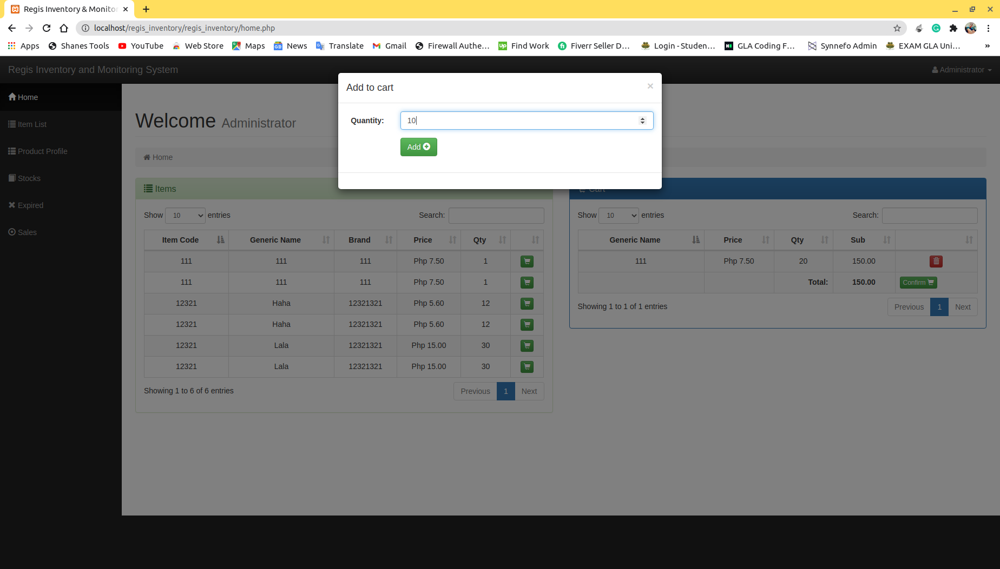 Regis Inventory & Monitor
localhost/regis_inventory/regis_inventory/home.php
Apps Shanes Tools YouTube Web Store Maps News Translate Gmail Firewall Authe... Find Work Fiverr Seller D... Login - Studen... GLA Coding F... Synnefo Admin EXAM GLA Uni... »
Regis Inventory and Monitoring System
Administrator
Home
Item List
Product Profile
Stocks
Expired
Sales
Add to cart ×
Quantity: 10
Add
Welcome Administrator
Home
Items
Show 10 entries Search:
Item Code Generic Name Brand Price Qty
111 111 111 Php 7.50 1
111 111 111 Php 7.50 1
12321 Haha 12321321 Php 5.60 12
12321 Haha 12321321 Php 5.60 12
12321 Lala 12321321 Php 15.00 30
12321 Lala 12321321 Php 15.00 30
Showing 1 to 6 of 6 entries Previous 1 Next
Cart
Show 10 entries Search:
Generic Name Price Qty Sub
111 Php 7.50 20 150.00
Total: 150.00 Confirm
Showing 1 to 1 of 1 entries Previous 1 Next